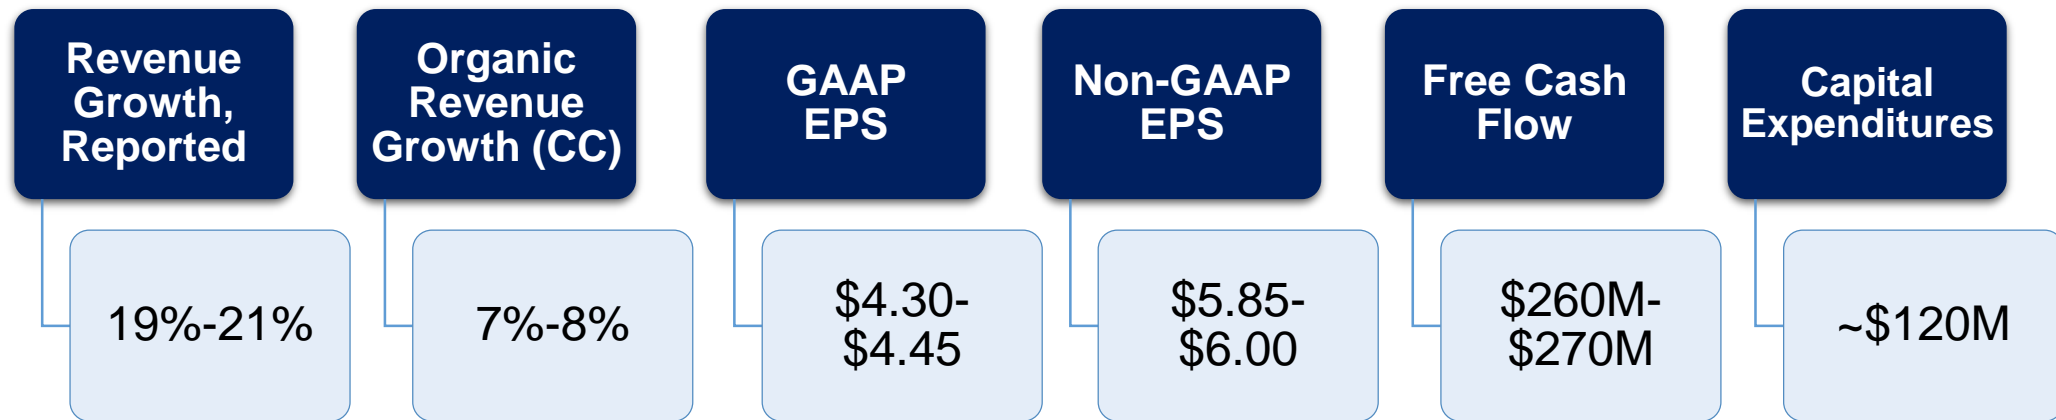 Revenue
Growth,
Reported
19%-21%
Organic
Revenue
Growth (CC)
7%-8%
GAAP
EPS
$4.30-
$4.45
Non-GAAP
EPS
$5.85-
$6.00
Free Cash
Flow
$260M-
$270M
Capital
Expenditures
~$120M